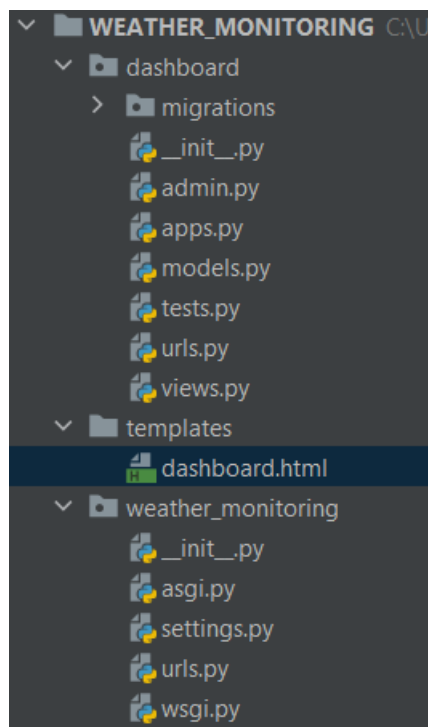 WEATHER_MONITORING C:\U
dashboard
migrations
__init__.py
admin.py
apps.py
models.py
tests.py
urls.py
views.py
templates
H dashboard.html
weather_monitoring
__init__.py
asgi.py
settings.py
urls.py
wsgi.py